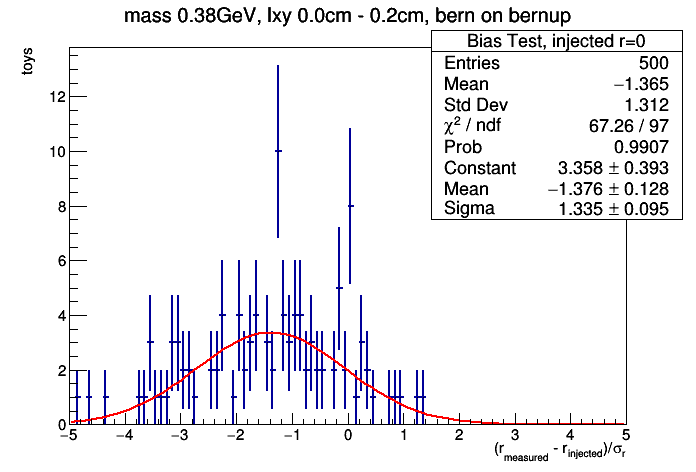 mass 0.38GeV, lxy 0.0cm - 0.2cm, bern on bernup
toys
Bias Test, injected r=0
Entries 500
Mean −1.365
Std Dev 1.312
χ² / ndf 67.26 / 97
Prob 0.9907
Constant 3.358 ± 0.393
Mean −1.376 ± 0.128
Sigma 1.335 ± 0.095
12
10
8
6
4
2
0
−5 −4 −3 −2 −1 0 1 2 3 4 5
(r_measured - r_injected)/σ_r